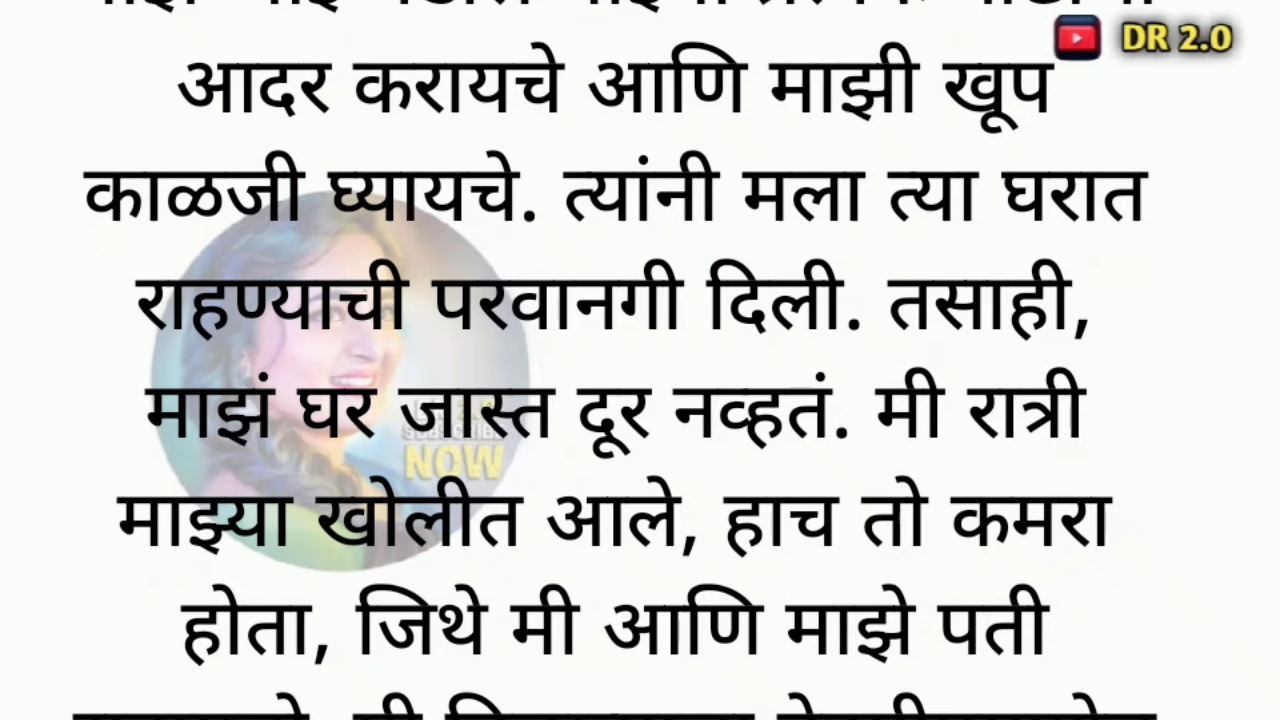 DR 2.0
आदर करायचे आणि माझी खूप
काळजी घ्यायचे. त्यांनी मला त्या घरात
राहण्याची परवानगी दिली. तसाही,
माझं घर जास्त दूर नव्हतं. मी रात्री
माझ्या खोलीत आले, हाच तो कमरा
होता, जिथे मी आणि माझे पती
NOW